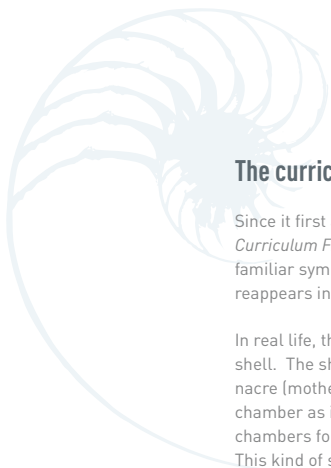 The curric
Since it first
Curriculum F
familiar sym
reappears in
In real life, th
shell. The sh
nacre (mothe
chamber as i
chambers fo
This kind of s